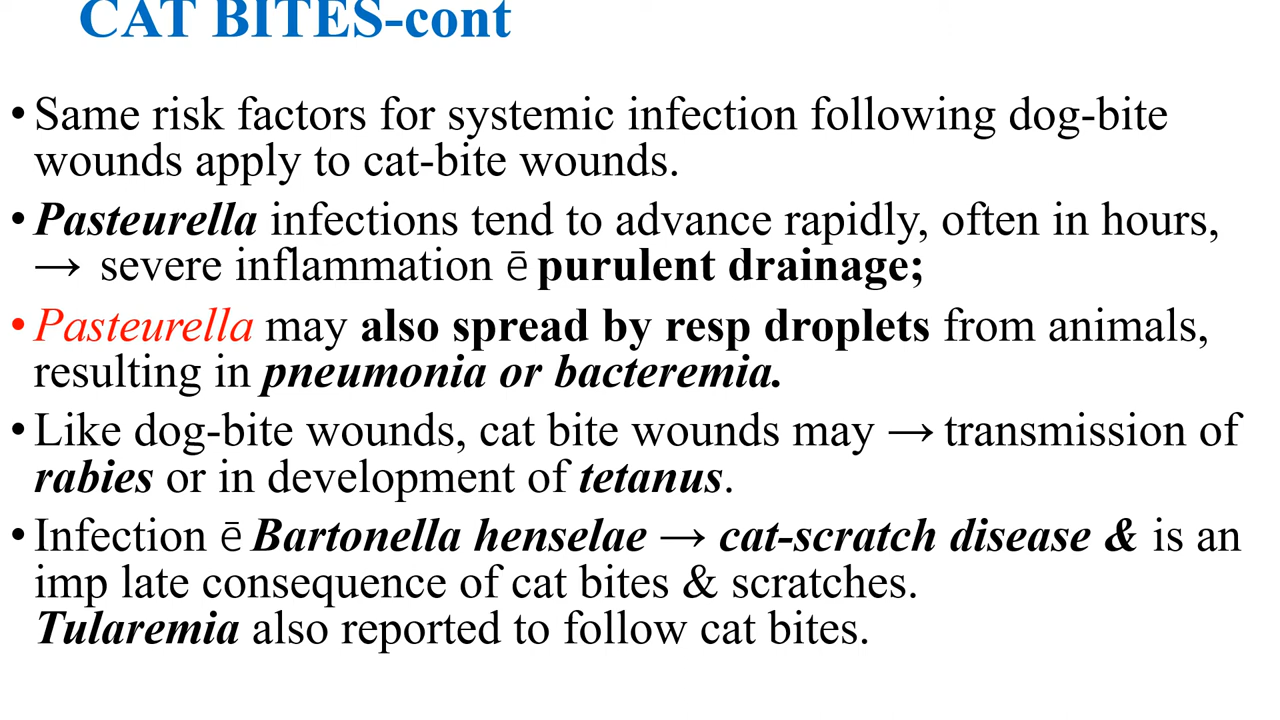 CAT BITES-cont
• Same risk factors for systemic infection following dog-bite
wounds apply to cat-bite wounds.
• Pasteurella infections tend to advance rapidly, often in hours,
→ severe inflammation ē purulent drainage;
• Pasteurella may also spread by resp droplets from animals,
resulting in pneumonia or bacteremia.
• Like dog-bite wounds, cat bite wounds may → transmission of
rabies or in development of tetanus.
• Infection ē Bartonella henselae → cat-scratch disease & is an
imp late consequence of cat bites & scratches.
Tularemia also reported to follow cat bites.